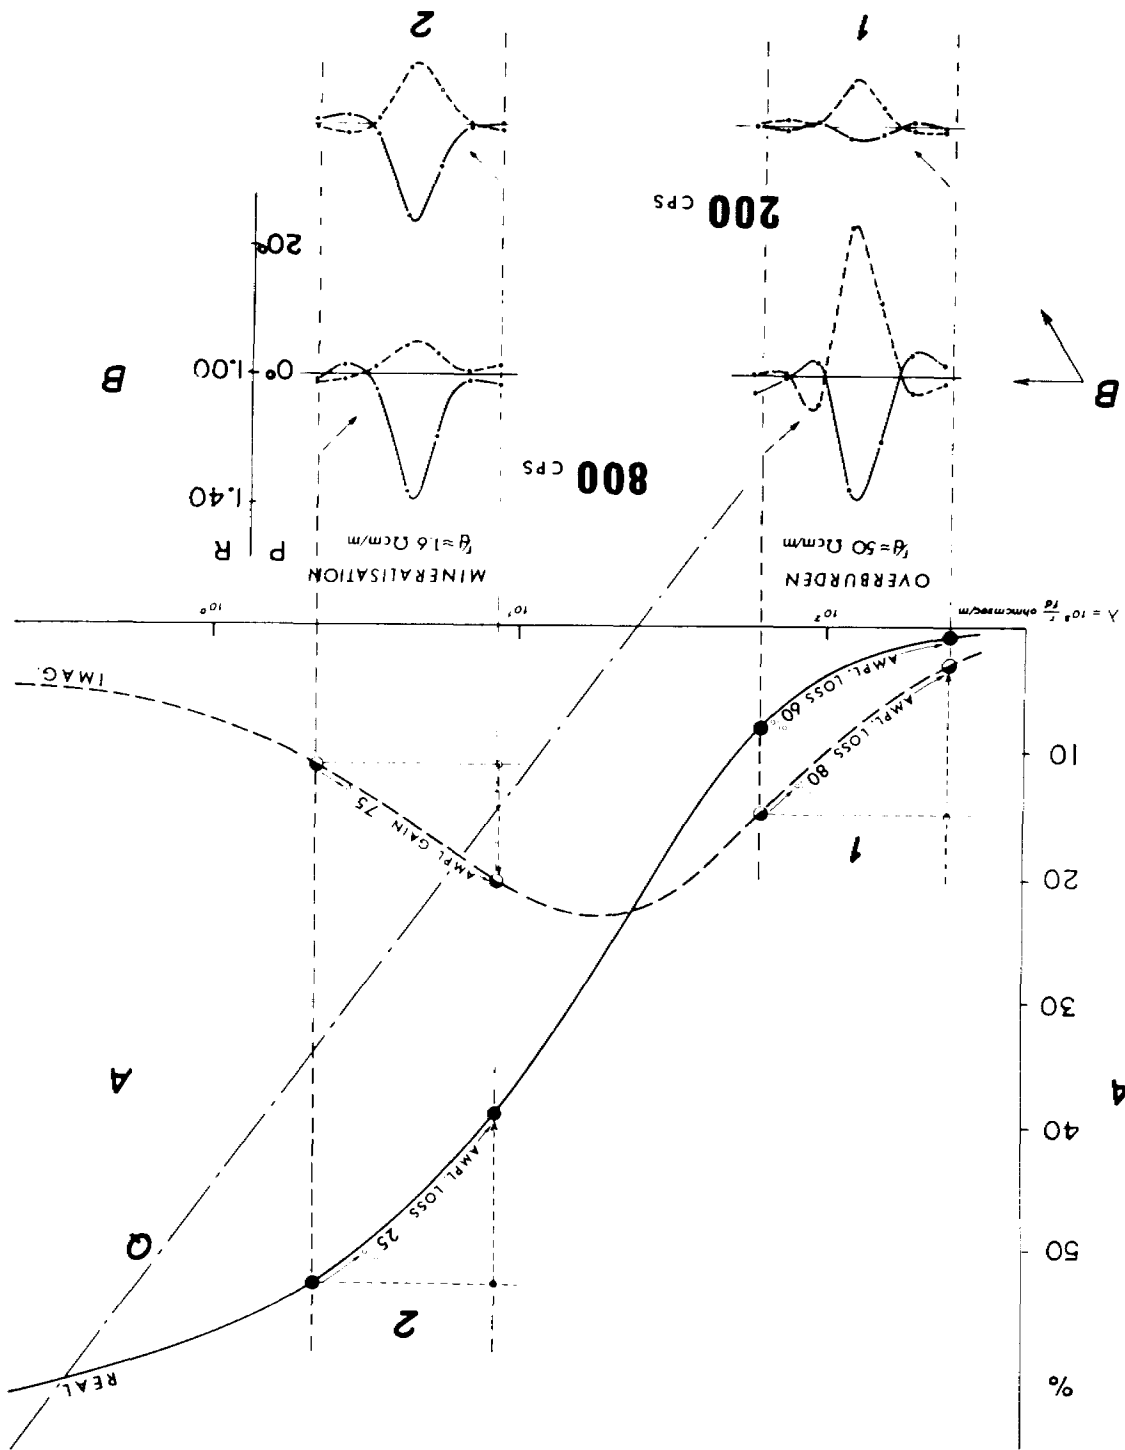 %
REAL.
2
50
25 %
AMPL. LOSS
Q
40
A
30
20
1
AMPL. LOSS 80 %
AMPL GAIN 75
10
AMPL. LOSS 60 %
IMAG.
ohmcmsec/m
10²
10¹
10⁰
OVERBURDEN
≈50 Ωcm/m
MINERALISATION
≈1.6 Ωcm/m
P R
800 CPS
1.40
B
0° 1.00
B
20°
200 CPS
1
2